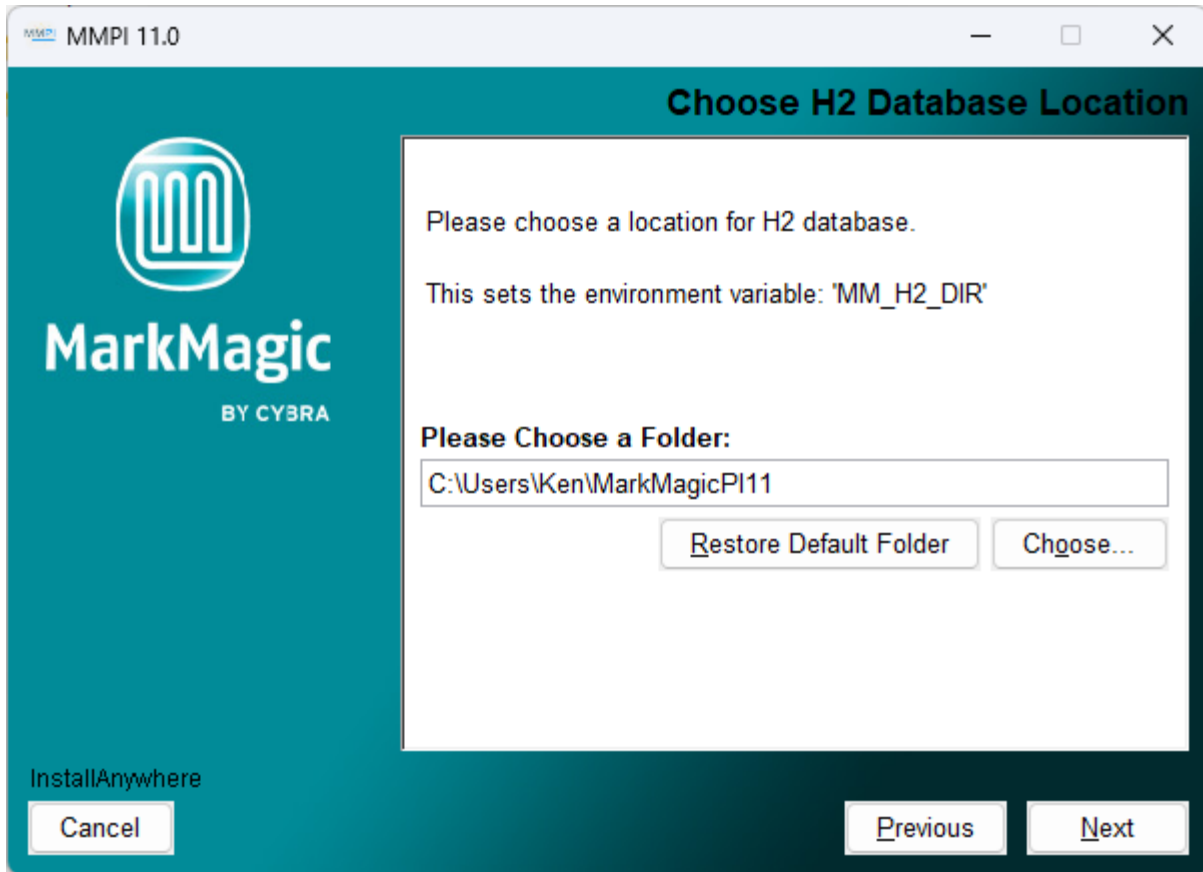 MMPI MMPI 11.0
Choose H2 Database Location
MarkMagic
BY CYBRA
Please choose a location for H2 database.
This sets the environment variable: 'MM_H2_DIR'
Please Choose a Folder:
C:\Users\Ken\MarkMagicPI11
Restore Default Folder Choose...
InstallAnywhere
Cancel Previous Next